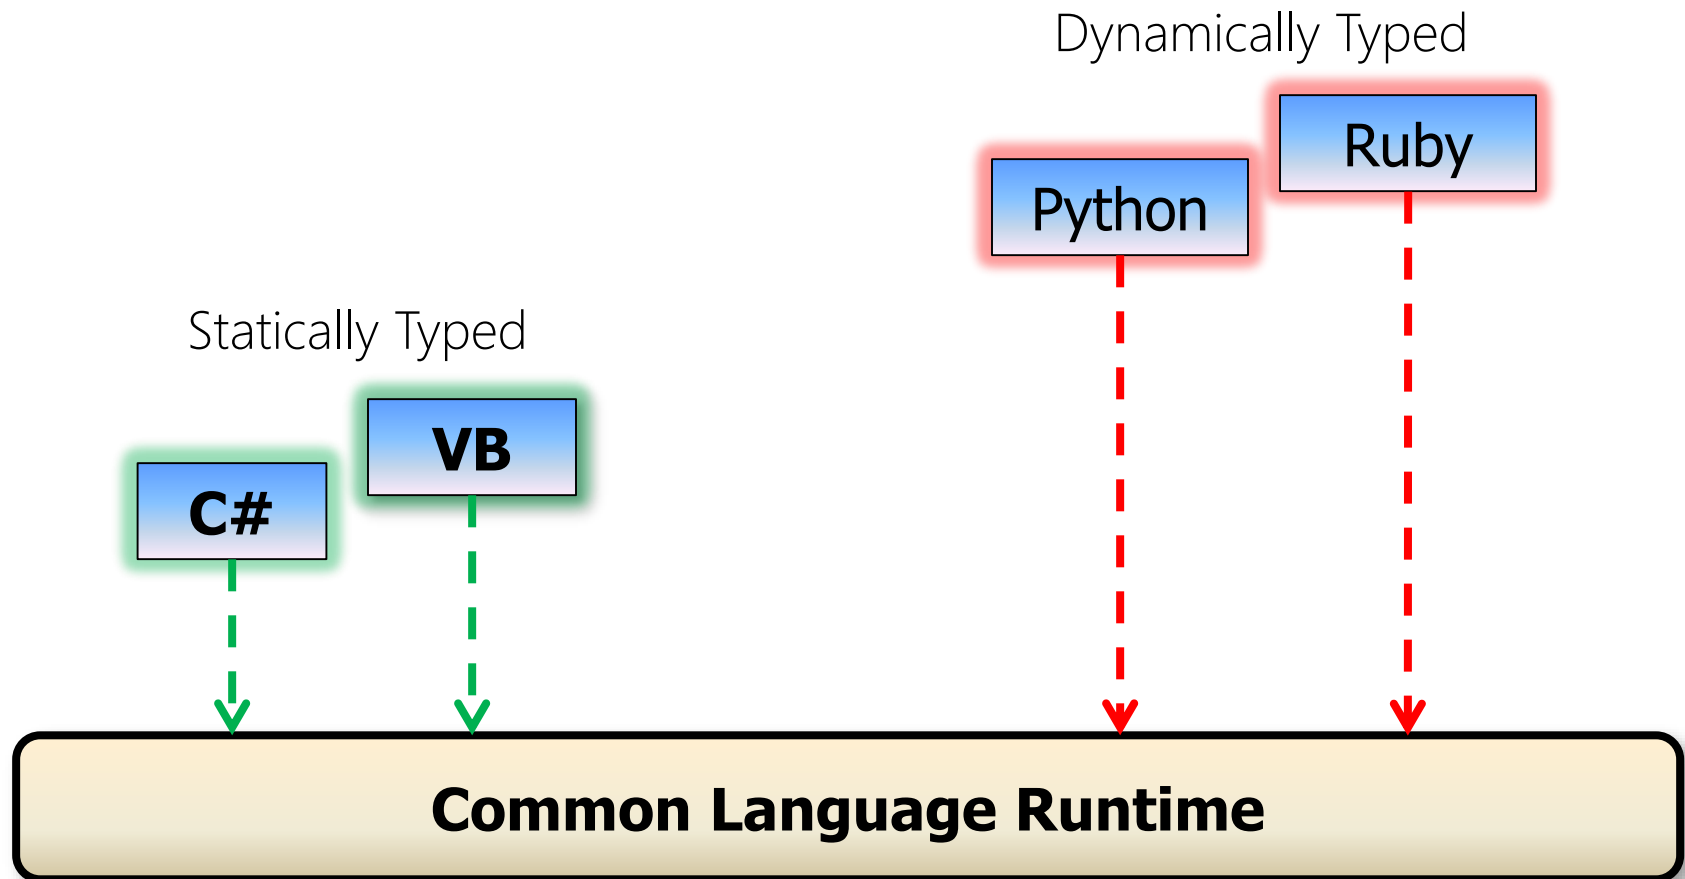 Dynamically Typed
Ruby
Python
Statically Typed
VB
C#
Common Language Runtime